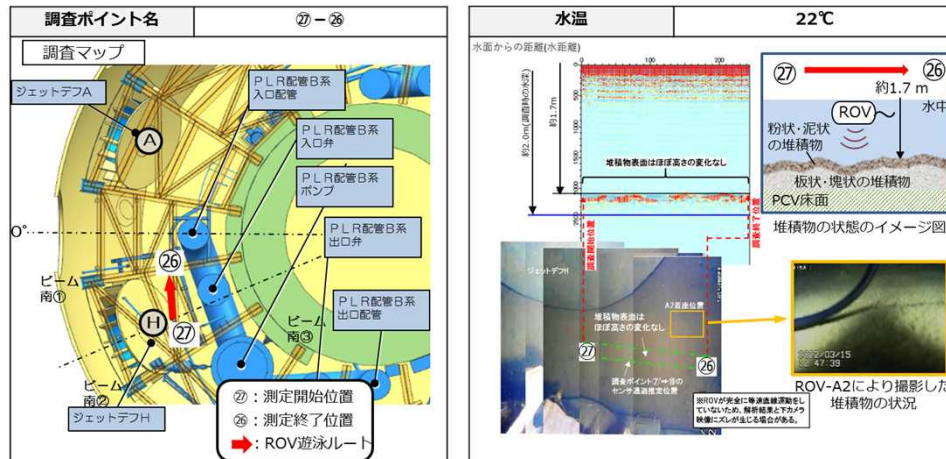 調査ポイント名
㉗－㉖
調査マップ
ジェットデフA
PLR配管B系
入口配管
PLR配管B系
入口弁
PLR配管B系
ポンプ
PLR配管B系
出口弁
PLR配管B系
出口配管
A
0°
㉖
ビーム
南①
H
㉗
ビーム
南③
ビーム
南②
ジェットデフH
㉗：測定開始位置
㉖：測定終了位置
：ROV遊泳ルート
水温
22℃
水面からの距離(水距離)
0
100
200
0
500
1000
1500
2000
2500
約2.0m(調査時の水深)
約1.7m
堆積物表面はほぼ高さの変化なし
調査開始位置
調査終了位置
㉗
㉖
約1.7 m
ROV
水中
粉状・泥状
の堆積物
板状・塊状の堆積物
PCV床面
堆積物の状態のイメージ図
ジェットデフH
A2着座位置
堆積物表面は
ほぼ高さの変化なし
㉗
㉖
センサ通過推定位置
※ROVが完全に等速直線運動を
していないため、解析結果と下カメラ
映像にズレが生じる場合がある。
2022/03/15
12:47:39
ROV-A2により撮影した
堆積物の状況